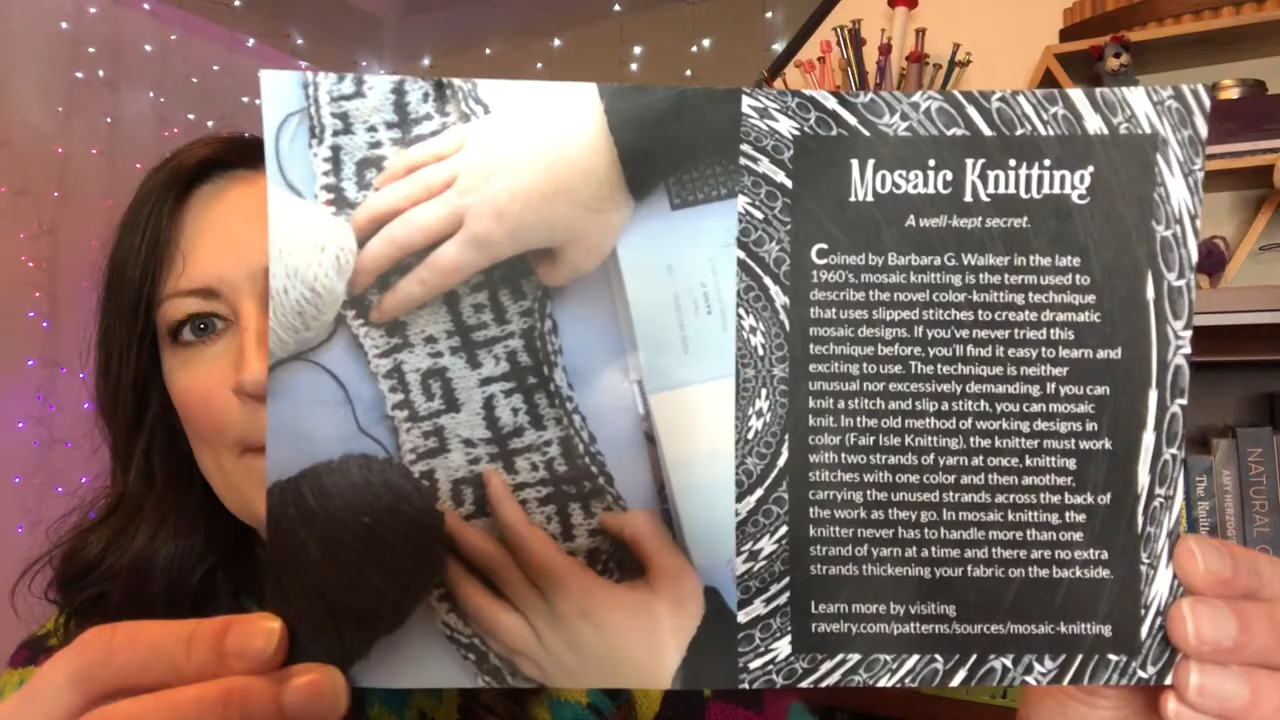 Mosaic Knitting
A well-kept secret.
Coined by Barbara G. Walker in the late
1960's, mosaic knitting is the term used to
describe the novel color-knitting technique
that uses slipped stitches to create dramatic
mosaic designs. If you've never tried this
technique before, you'll find it easy to learn and
exciting to use. The technique is neither
unusual nor excessively demanding. If you can
knit a stitch and slip a stitch, you can mosaic
knit. In the old method of working designs in
color (Fair Isle Knitting), the knitter must work
with two strands of yarn at once, knitting
stitches with one color and then another,
carrying the unused strands across the back of
the work as they go. In mosaic knitting, the
knitter never has to handle more than one
strand of yarn at a time and there are no extra
strands thickening your fabric on the backside.
Learn more by visiting
ravelry.com/patterns/sources/mosaic-knitting
The
AMY HERZOG
NATURAL